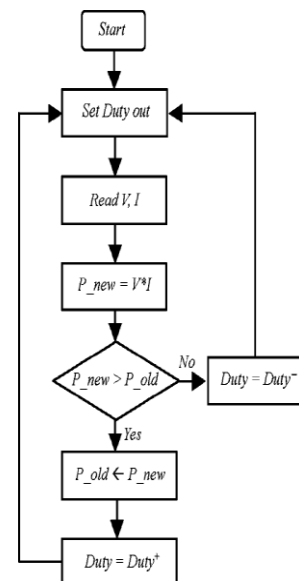 Start
Set Duty out
Read V, I
P_new = V*I
P_new > P_old
No
Duty = Duty⁻
Yes
P_old ← P_new
Duty = Duty⁺